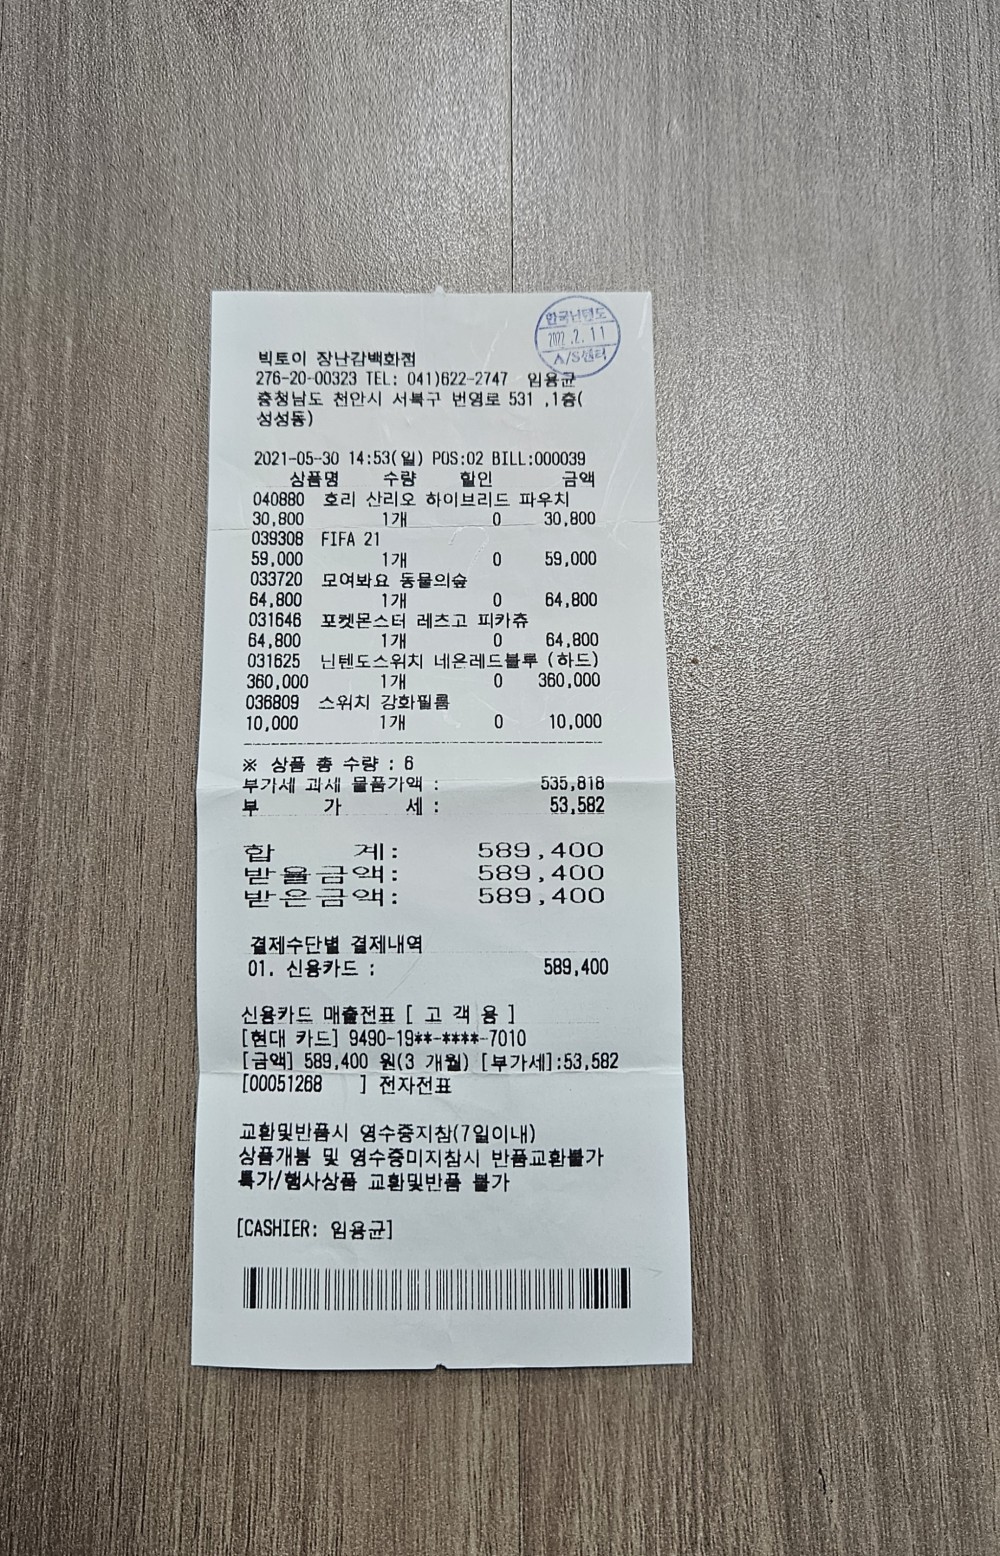 한국닌텐도
2022.2.11
A/S센터
빅토이 장난감백화점
276-20-00323 TEL: 041)622-2747 임용균
충청남도 천안시 서북구 번영로 531 ,1층(
성성동)
2021-05-30 14:53(일) POS:02 BILL:000039
상품명 수량 할인 금액
040880 호리 산리오 하이브리드 파우치
30,800 1개 0 30,800
039308 FIFA 21
59,000 1개 0 59,000
033720 모여봐요 동물의숲
64,800 1개 0 64,800
031646 포켓몬스터 레츠고 피카츄
64,800 1개 0 64,800
031625 닌텐도스위치 네온레드블루 (하드)
360,000 1개 0 360,000
036809 스위치 강화필름
10,000 1개 0 10,000
※ 상품 총 수량 : 6
부가세 과세 물품가액 : 535,818
부 가 세 : 53,582
합 계: 589,400
받을금액: 589,400
받은금액: 589,400
결제수단별 결제내역
01. 신용카드 : 589,400
신용카드 매출전표 [ 고 객 용 ]
[현대 카드] 9490-19**-****-7010
[금액] 589,400 원(3 개월) [부가세]:53,582
[00051268 ] 전자전표
교환및반품시 영수증지참(7일이내)
상품개봉 및 영수증미지참시 반품교환불가
특가/행사상품 교환및반품 불가
[CASHIER: 임용균]